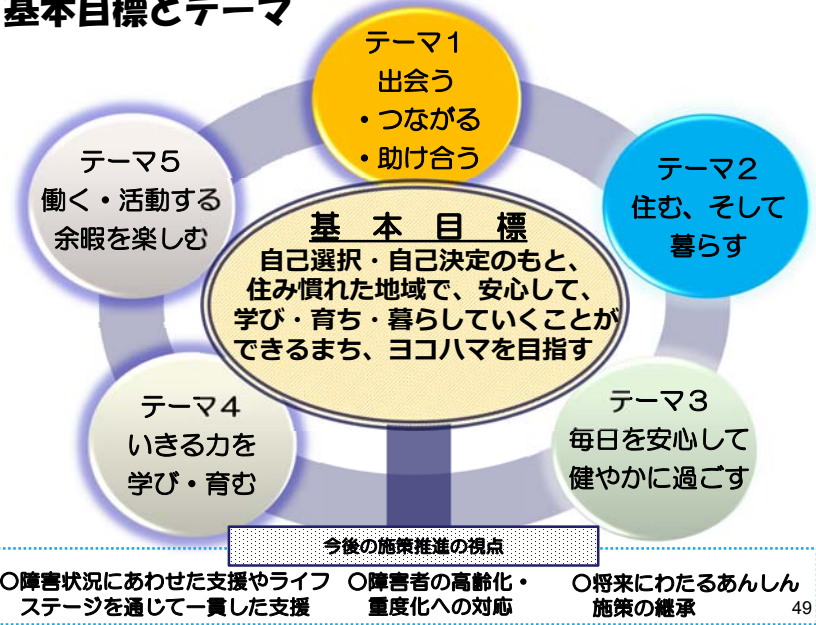 基本目標とテーマ
テーマ１
出会う
・つながる
・助け合う
テーマ２
住む、そして
暮らす
テーマ３
毎日を安心して
健やかに過ごす
テーマ４
いきる力を
学び・育む
テーマ５
働く・活動する
余暇を楽しむ
基 本 目 標
自己選択・自己決定のもと、
住み慣れた地域で、安心して、
学び・育ち・暮らしていくことが
できるまち、ヨコハマを目指す
今後の施策推進の視点
〇障害状況にあわせた支援やライフ
ステージを通じて一貫した支援
〇障害者の高齢化・
重度化への対応
〇将来にわたるあんしん
施策の継承
49